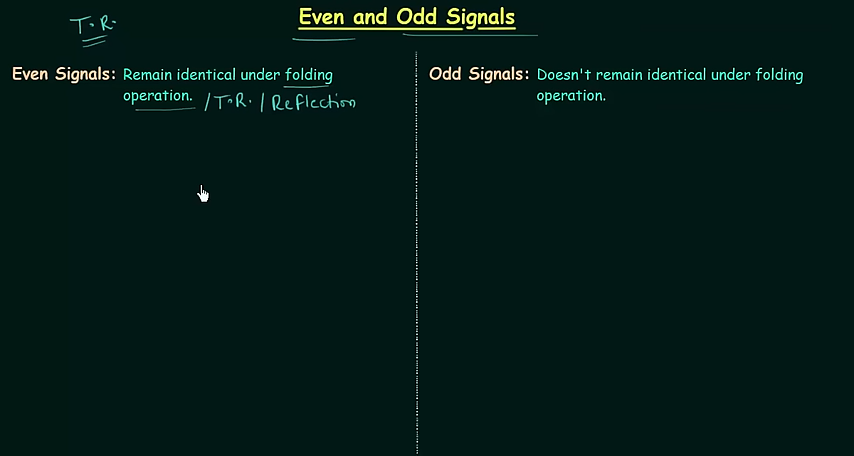 T.R.
Even and Odd Signals
Even Signals: Remain identical under folding
operation. / T.R. / Reflection
Odd Signals: Doesn't remain identical under folding
operation.